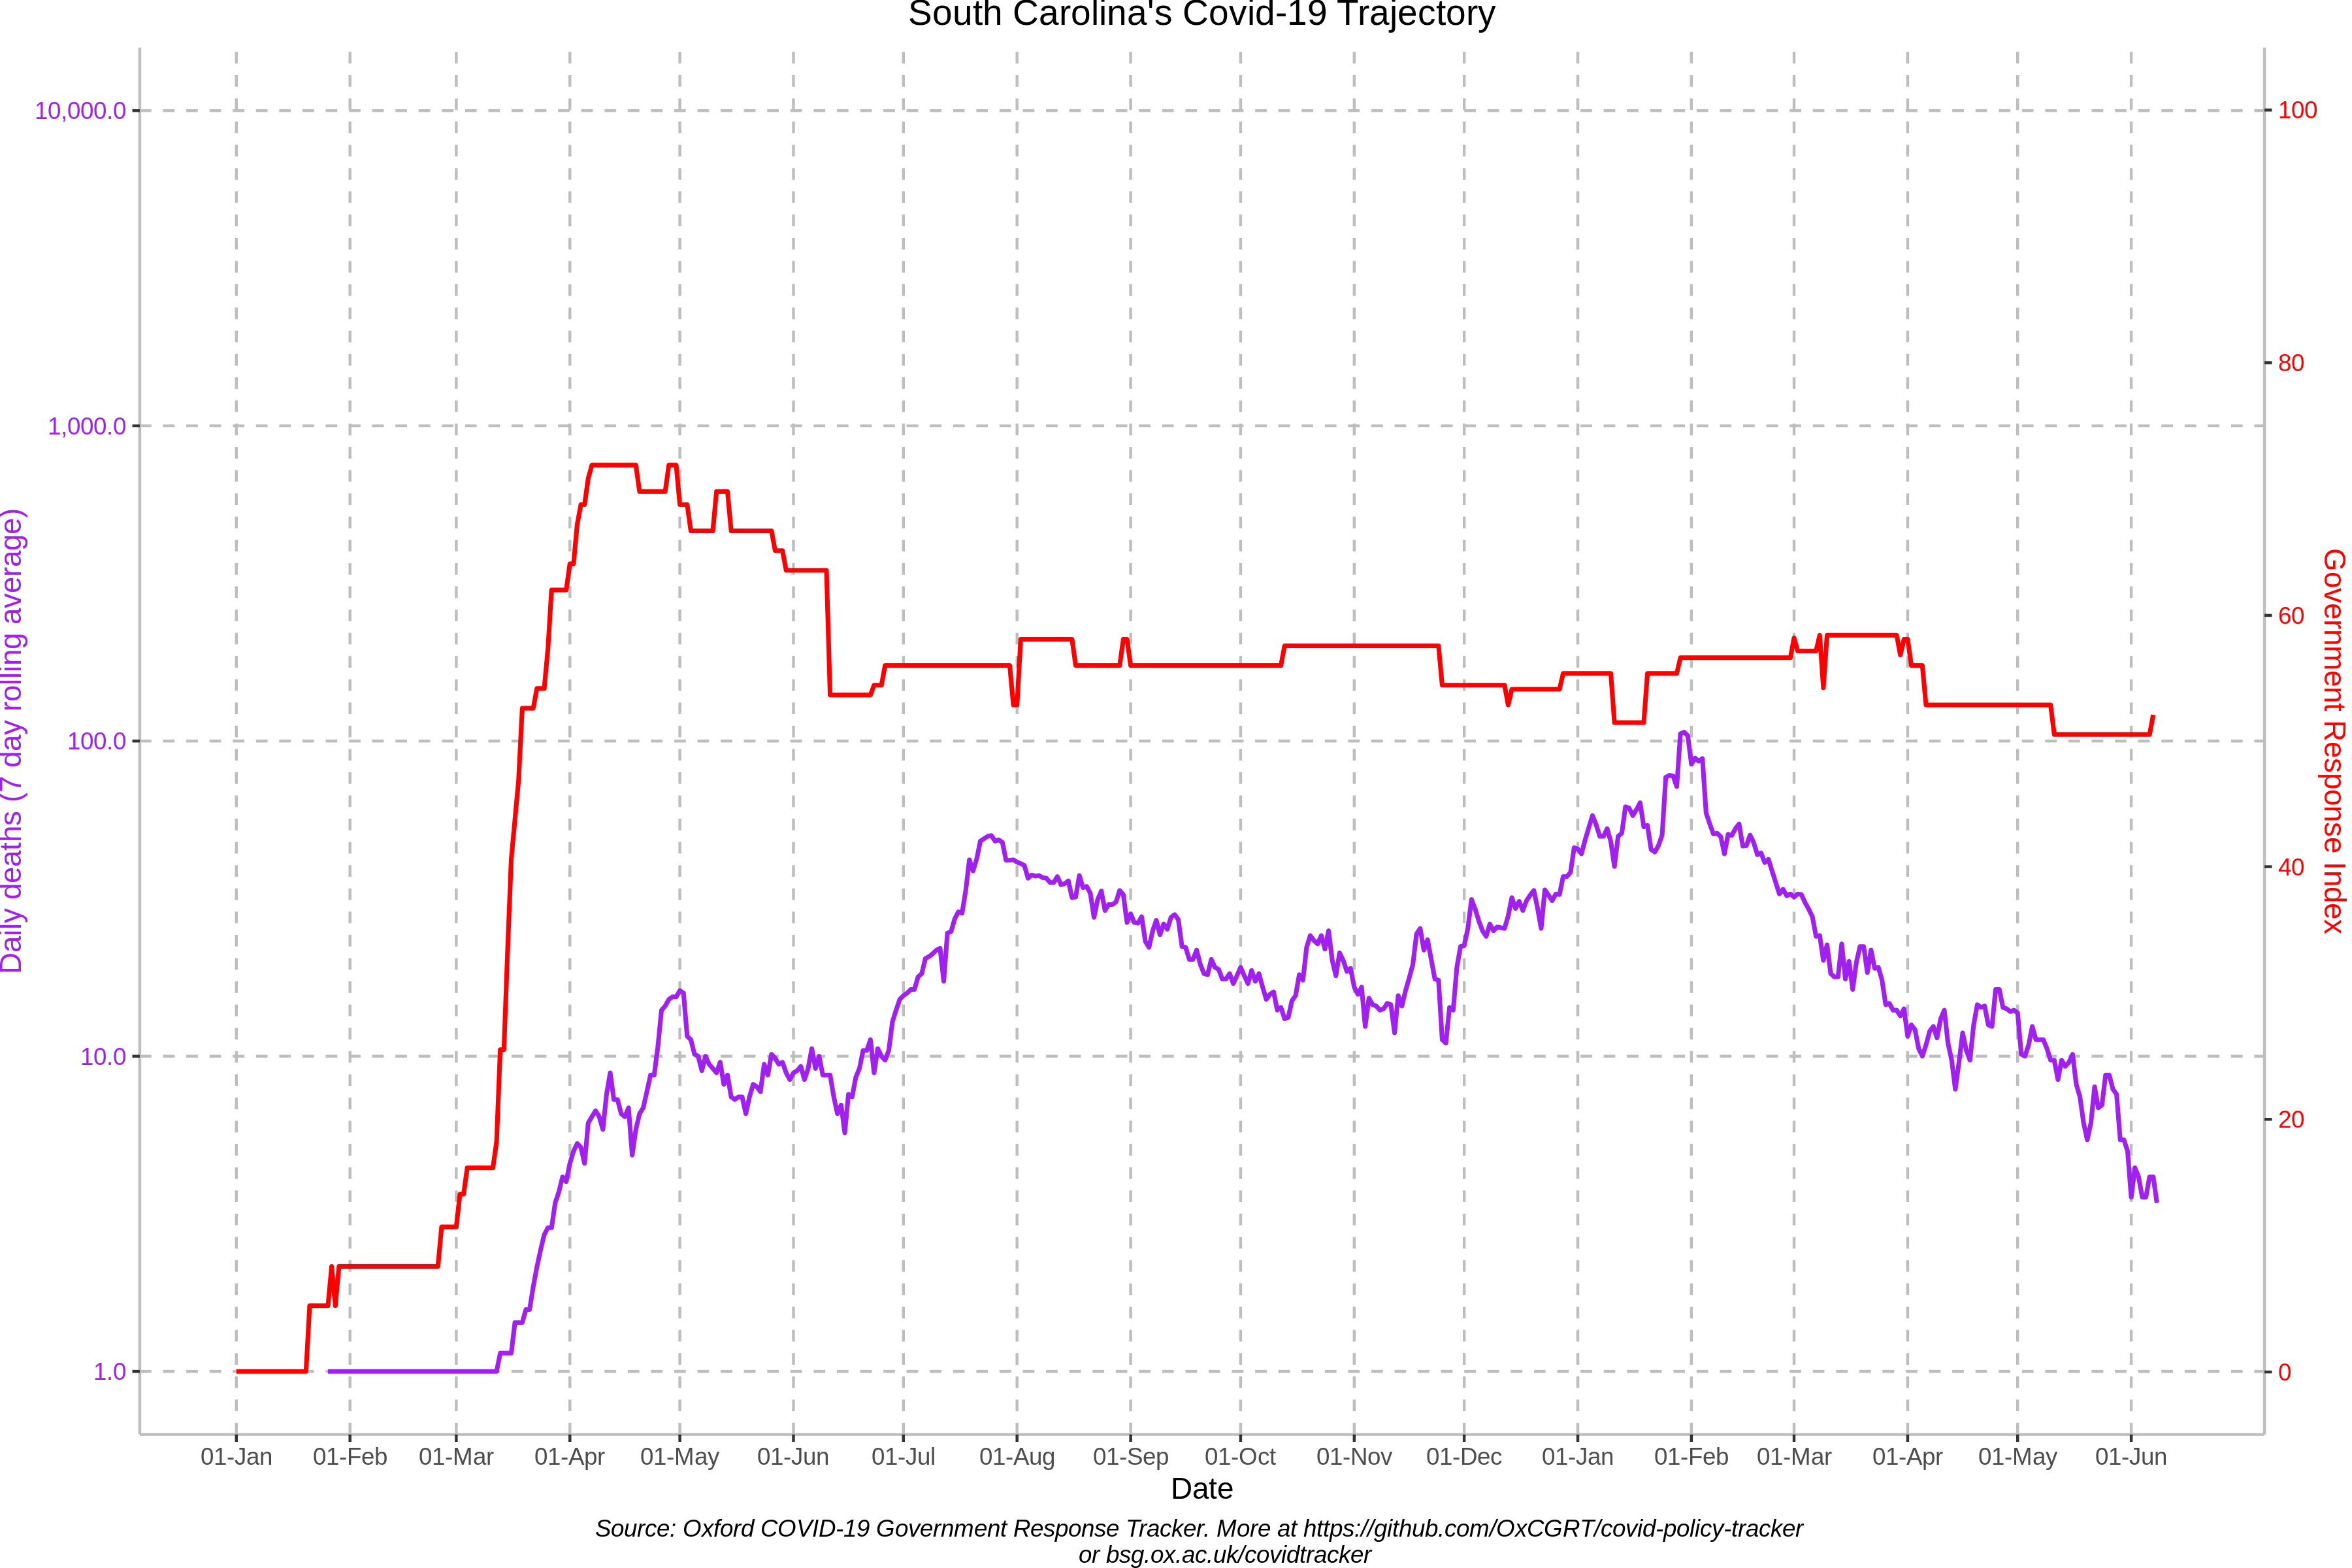 South Carolina's Covid-19 Trajectory
10,000.0
1,000.0
100.0
10.0
1.0
Daily deaths (7 day rolling average)
100
80
60
40
20
0
Government Response Index
01-Jan 01-Feb 01-Mar 01-Apr 01-May 01-Jun 01-Jul 01-Aug 01-Sep 01-Oct 01-Nov 01-Dec 01-Jan 01-Feb 01-Mar 01-Apr 01-May 01-Jun
Date
Source: Oxford COVID-19 Government Response Tracker. More at https://github.com/OxCGRT/covid-policy-tracker
or bsg.ox.ac.uk/covidtracker